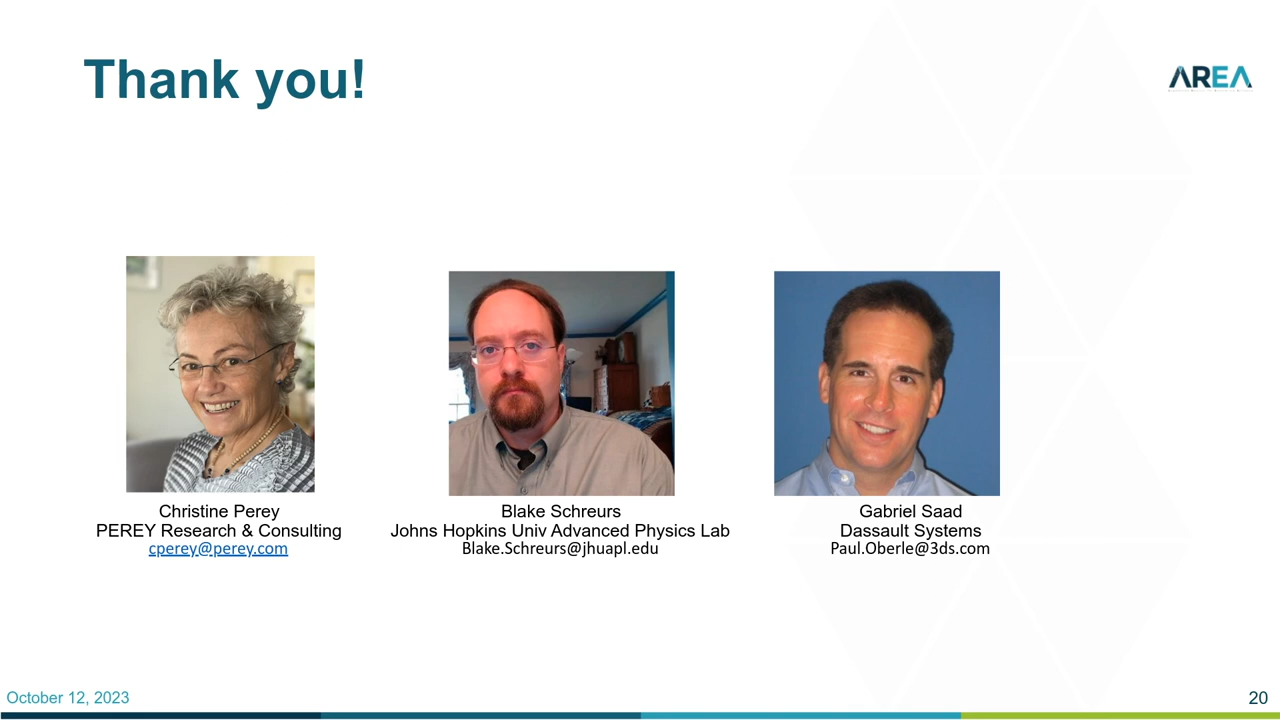 Thank you!
AREA
Christine Perey
PEREY Research & Consulting
cperey@perey.com
Blake Schreurs
Johns Hopkins Univ Advanced Physics Lab
Blake.Schreurs@jhuapl.edu
Gabriel Saad
Dassault Systems
Paul.Oberle@3ds.com
October 12, 2023
20